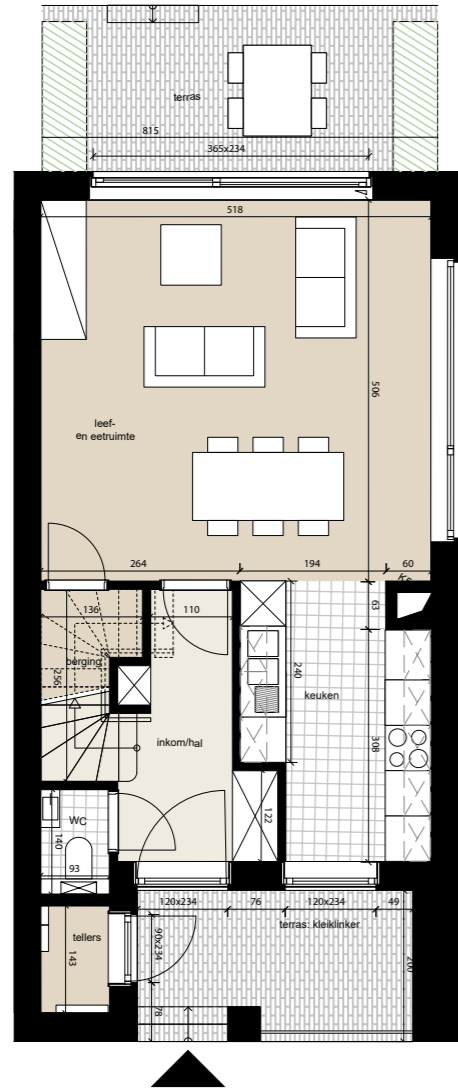 terras
815
365x234
518
506
leef-
en eetruimte
264
194
60
63
136
110
berging
256
240
keuken
308
inkom/hal
122
WC
140
93
120x234
76
120x234
49
tellers
terras: kleiklinker
90x234
143
200
78